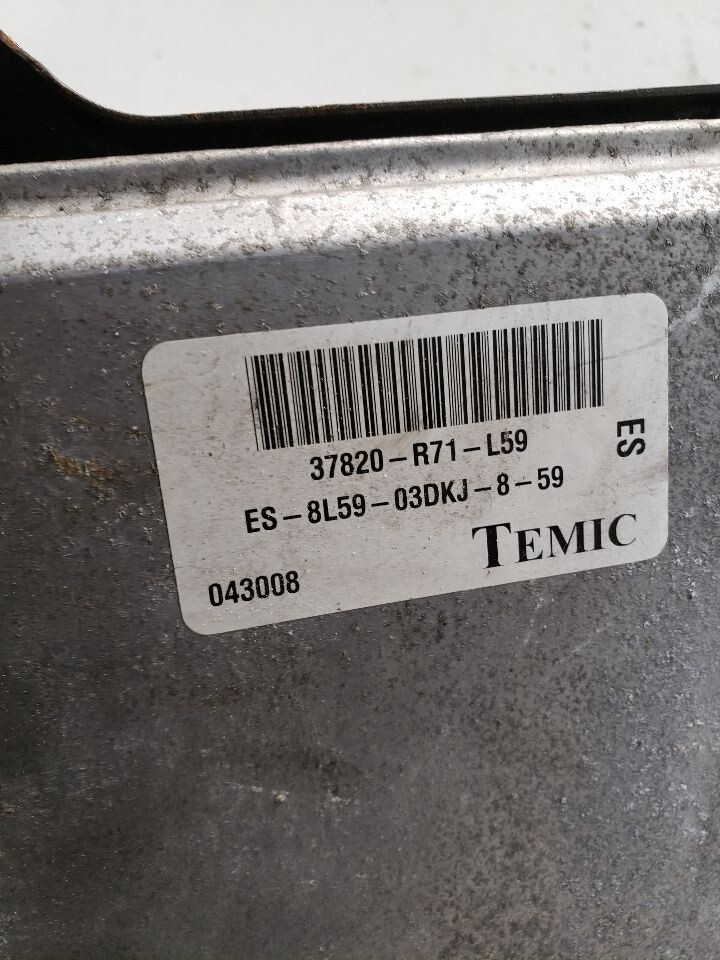 37820-R71-L59
ES-8L59-03DKJ-8-59
ES
TEMIC
043008